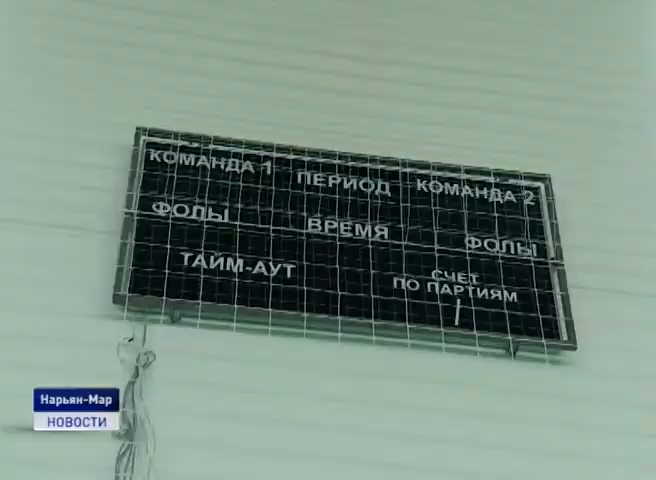 КОМАНДА 1 ПЕРИОД КОМАНДА 2
ФОЛЫ ВРЕМЯ ФОЛЫ
ТАЙМ-АУТ СЧЕТ
ПО ПАРТИЯМ
Нарьян-Мар
НОВОСТИ